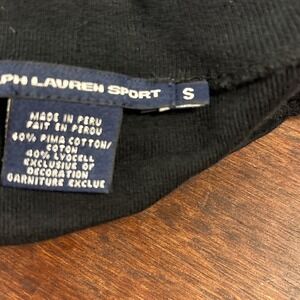 PH LAUREN SPORT S
MADE IN PERU
FAIT EN PEROU
60% PIMA COTTON/
COTON
40% LYOCELL
EXCLUSIVE OF
DECORATION
GARNITURE EXCLUE